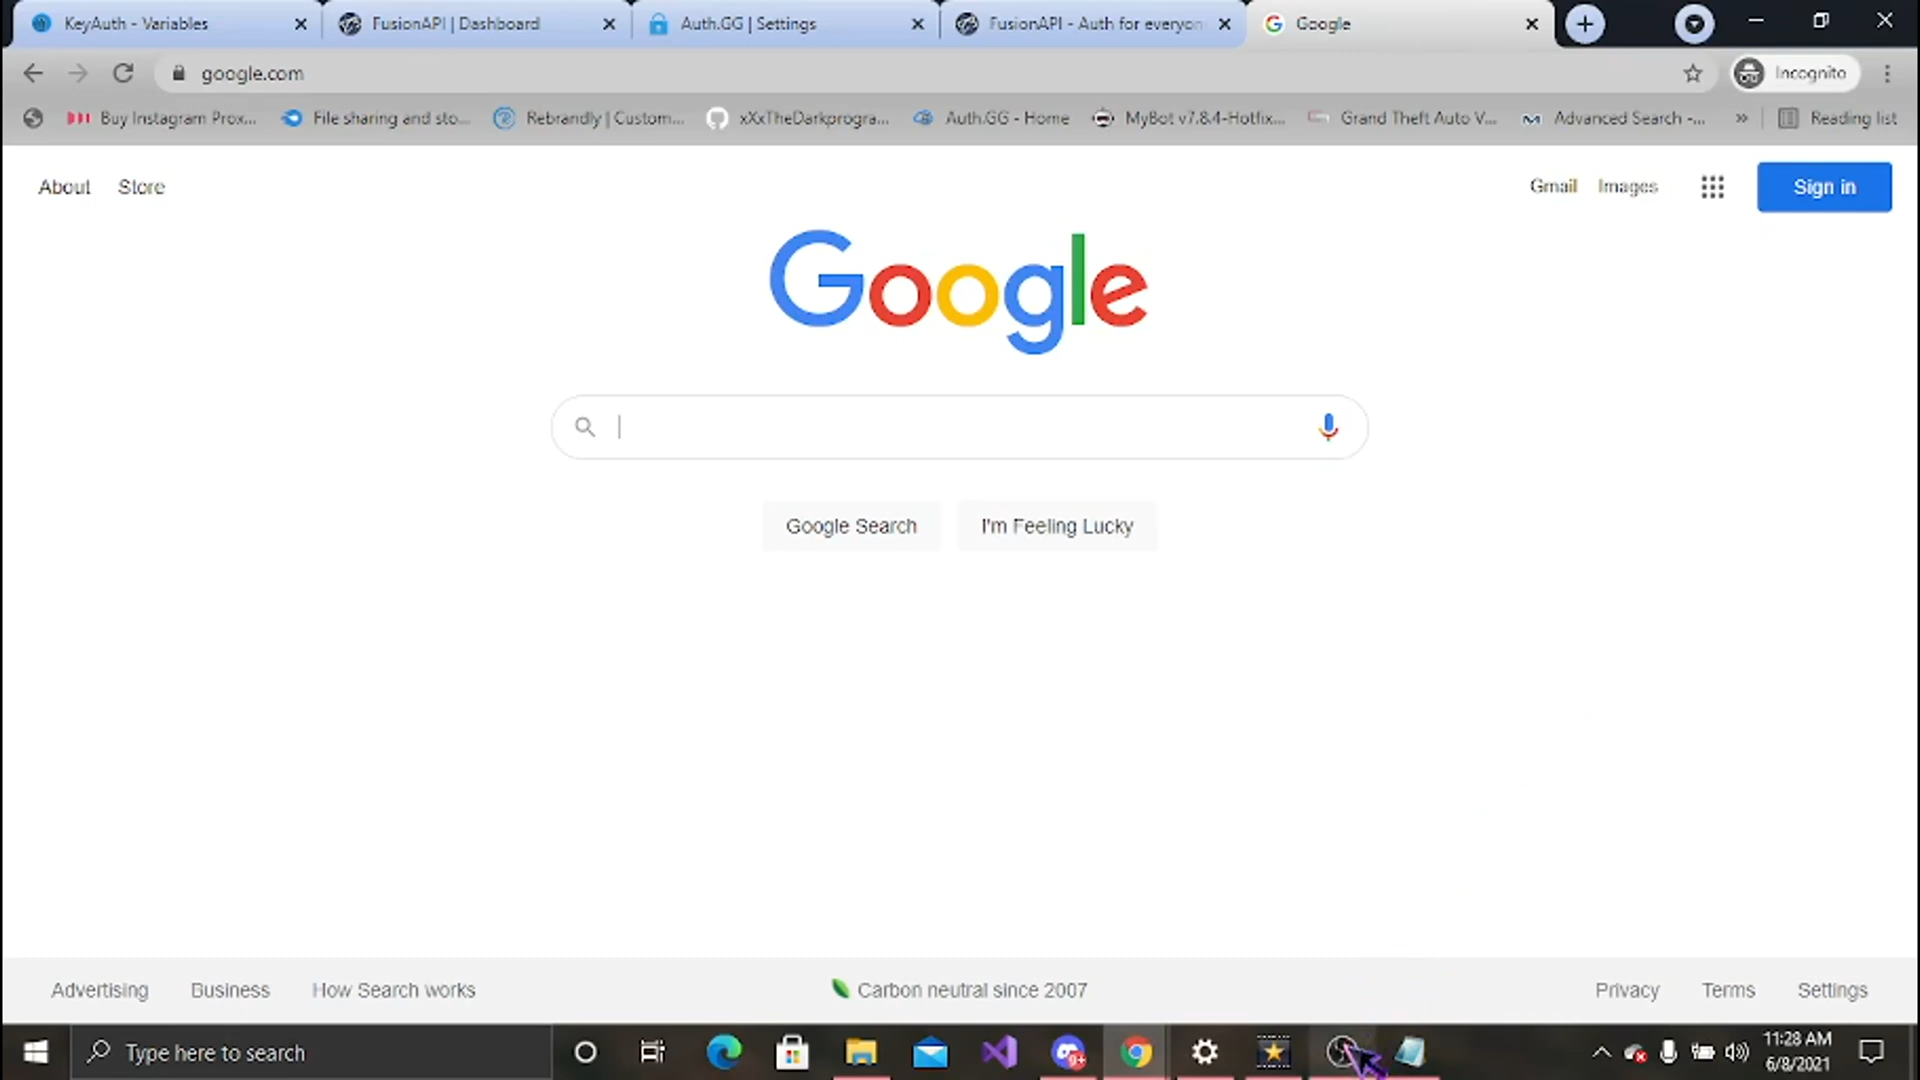 KeyAuth - Variables
FusionAPI | Dashboard
Auth.GG | Settings
FusionAPI - Auth for everyon
Google
google.com
Incognito
Buy Instagram Prox...
File sharing and sto...
Rebrandly | Custom...
xXxTheDarkprogra...
Auth.GG - Home
MyBot v7.8.4-Hotfix...
Grand Theft Auto V...
Advanced Search -...
»
Reading list
About
Store
Gmail
Images
Sign in
Google
Google Search
I'm Feeling Lucky
Advertising
Business
How Search works
Carbon neutral since 2007
Privacy
Terms
Settings
Type here to search
9+
11:28 AM
6/8/2021